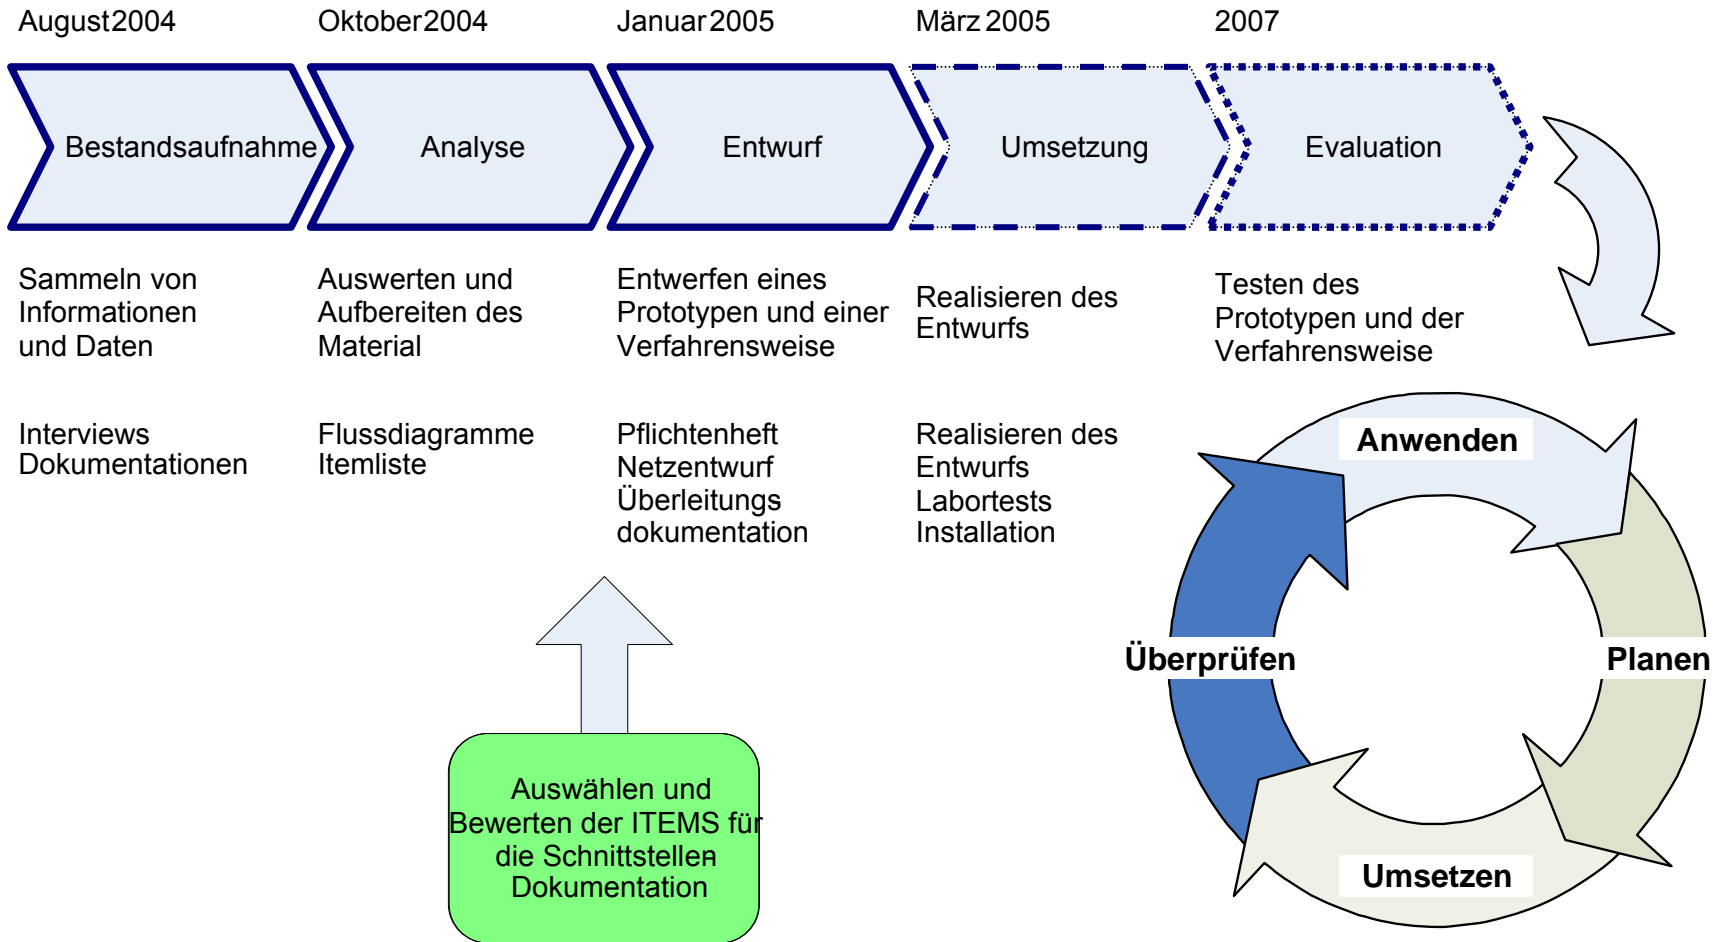 August2004
Oktober2004
Januar2005
März 2005
2007
Bestandsaufnahme
Analyse
Entwurf
Umsetzung
Evaluation
Sammeln von
Informationen
und Daten
Auswerten und
Aufbereiten des
Material
Entwerfen eines
Prototypen und einer
Verfahrensweise
Realisieren des
Entwurfs
Testen des
Prototypen und der
Verfahrensweise
Interviews
Dokumentationen
Flussdiagramme
Itemliste
Pflichtenheft
Netzentwurf
Überleitungs
dokumentation
Realisieren des
Entwurfs
Labortests
Installation
Anwenden
Planen
Umsetzen
Überprüfen
Auswählen und
Bewerten der ITEMS für
die Schnittstellen-
Dokumentation